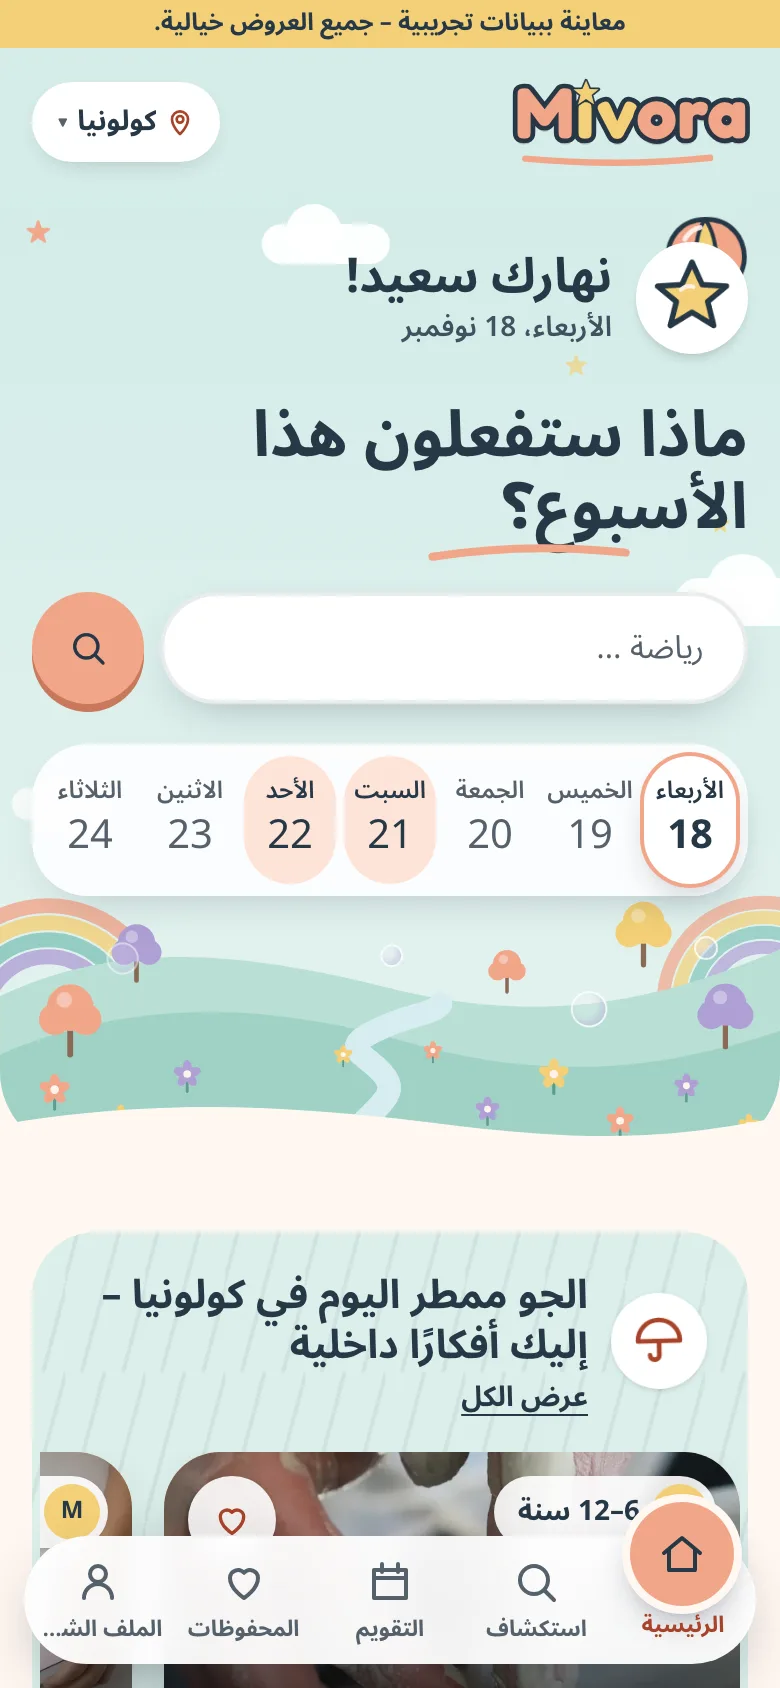 معاينة ببيانات تجريبية – جميع العروض خيالية.
Mivora
كولونيا ▾
نهارك سعيد!
الأربعاء، 18 نوفمبر
ماذا ستفعلون هذا
الأسبوع؟
رياضة ...
الأربعاء الخميس الجمعة السبت الأحد الاثنين الثلاثاء
18 19 20 21 22 23 24
الجو ممطر اليوم في كولونيا –
إليك أفكارًا داخلية
عرض الكل
6–12 سنة
M
الرئيسية استكشاف التقويم المحفوظات الملف الشـ...